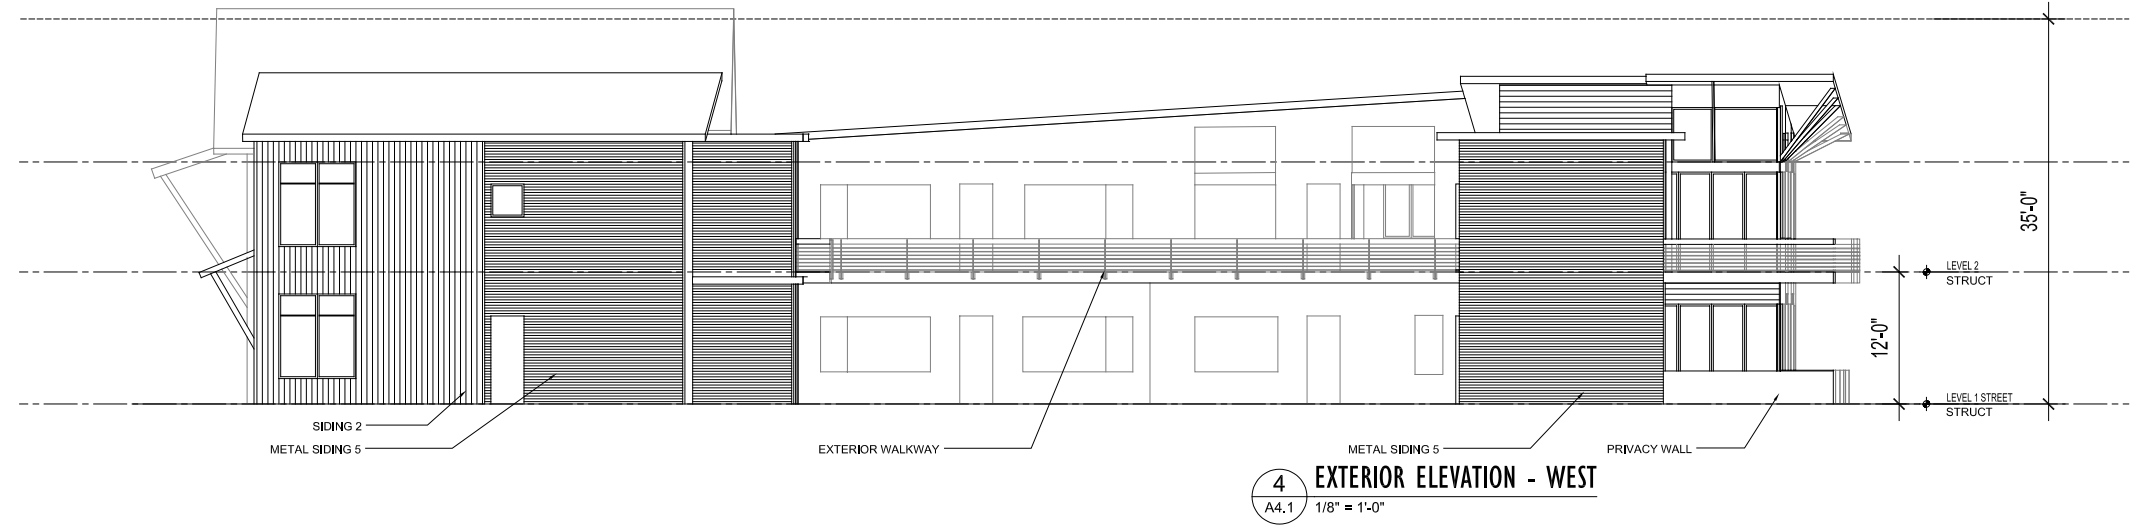 35'-0"
LEVEL 2
STRUCT
12'-0"
LEVEL 1 STREET
STRUCT
SIDING 2
METAL SIDING 5
EXTERIOR WALKWAY
METAL SIDING 5
PRIVACY WALL
4
A4.1
EXTERIOR ELEVATION - WEST
1/8" = 1'-0"